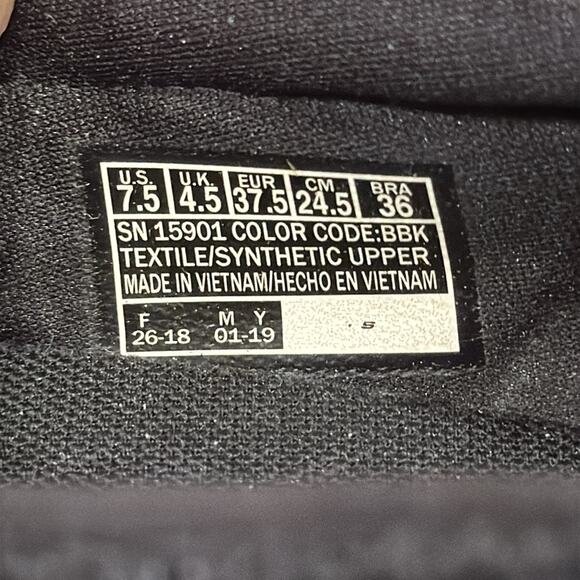 U.S. U.K. EUR CM BRA
7.5 4.5 37.5 24.5 36
SN 15901 COLOR CODE:BBK
TEXTILE/SYNTHETIC UPPER
MADE IN VIETNAM/HECHO EN VIETNAM
F M Y
26-18 01-19
S